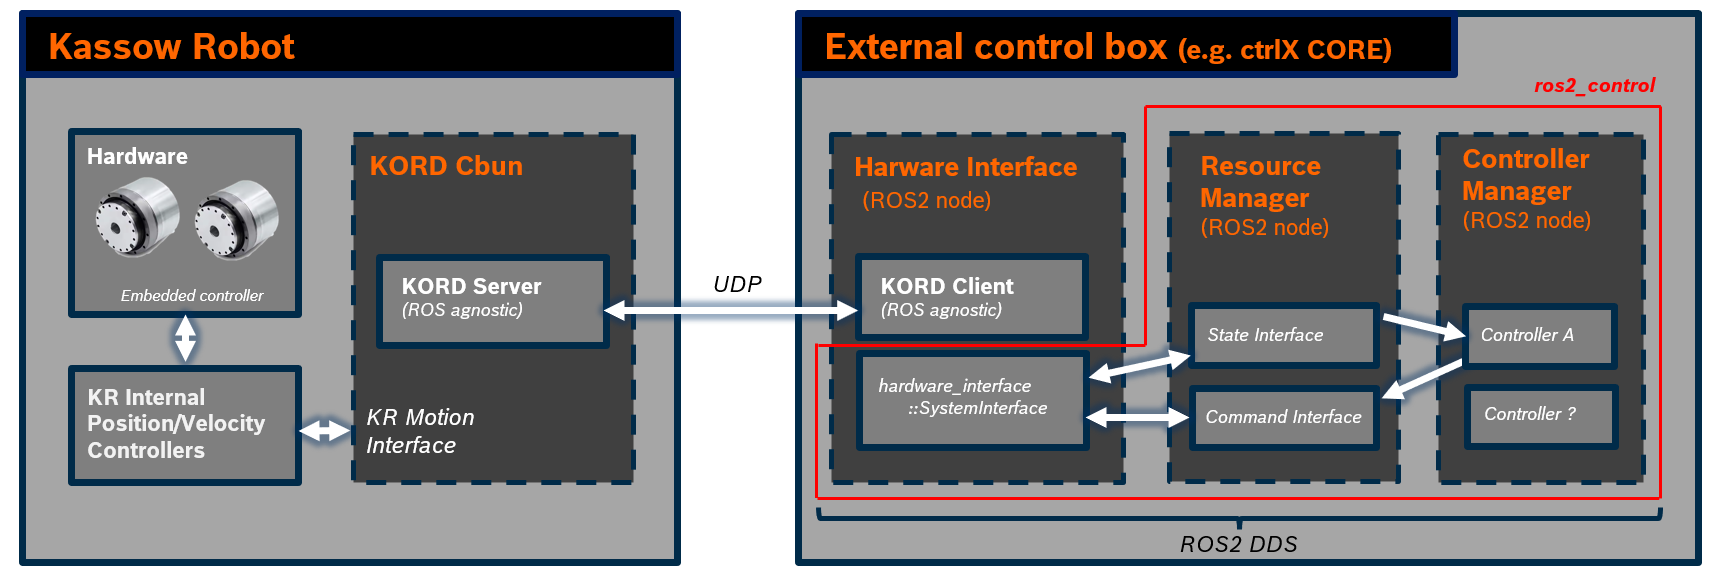 Kassow Robot
Hardware
Embedded controller
KR Internal
Position/Velocity
Controllers
KORD Cbun
KORD Server
(ROS agnostic)
KR Motion
Interface
UDP
External control box (e.g. ctrlX CORE)
ros2_control
Harware Interface
(ROS2 node)
KORD Client
(ROS agnostic)
hardware_interface
::SystemInterface
Resource
Manager
(ROS2 node)
State Interface
Command Interface
Controller
Manager
(ROS2 node)
Controller A
Controller ?
ROS2 DDS